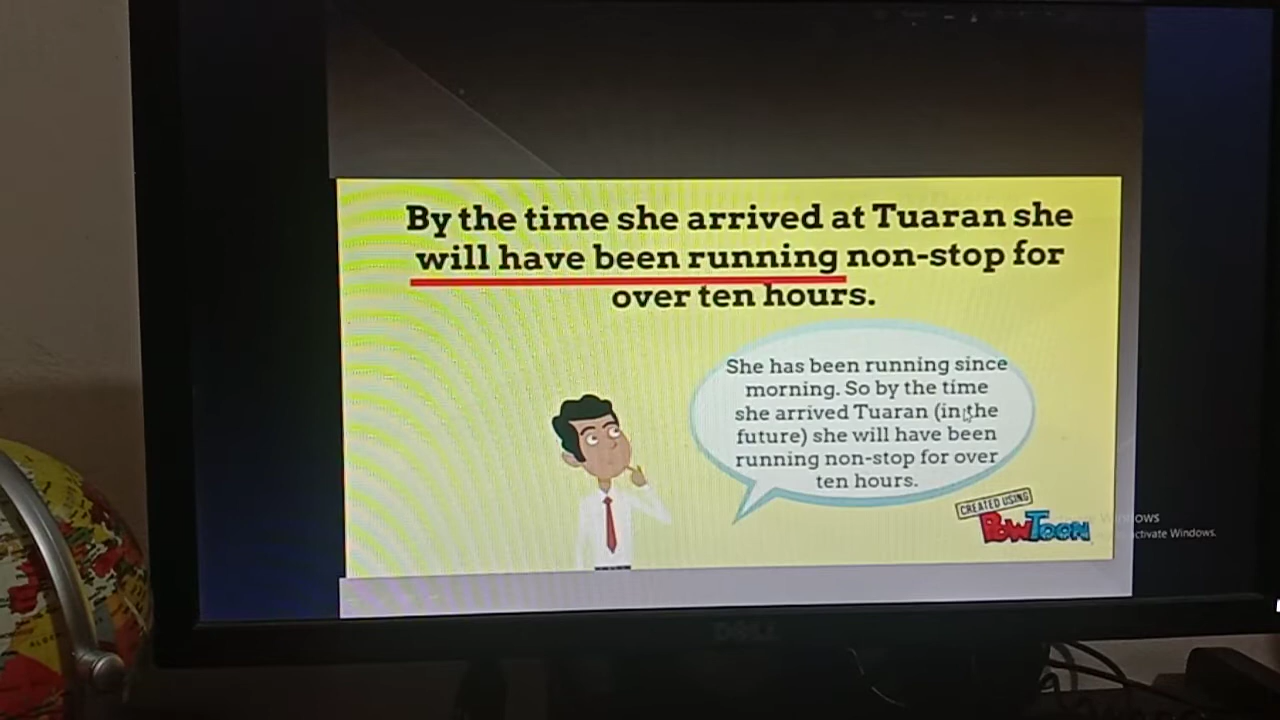 By the time she arrived at Tuaran she
will have been running non-stop for
over ten hours.
She has been running since
morning. So by the time
she arrived Tuaran (in the
future) she will have been
running non-stop for over
ten hours.
CREATED USING
POWTOON
Windows.
DELL